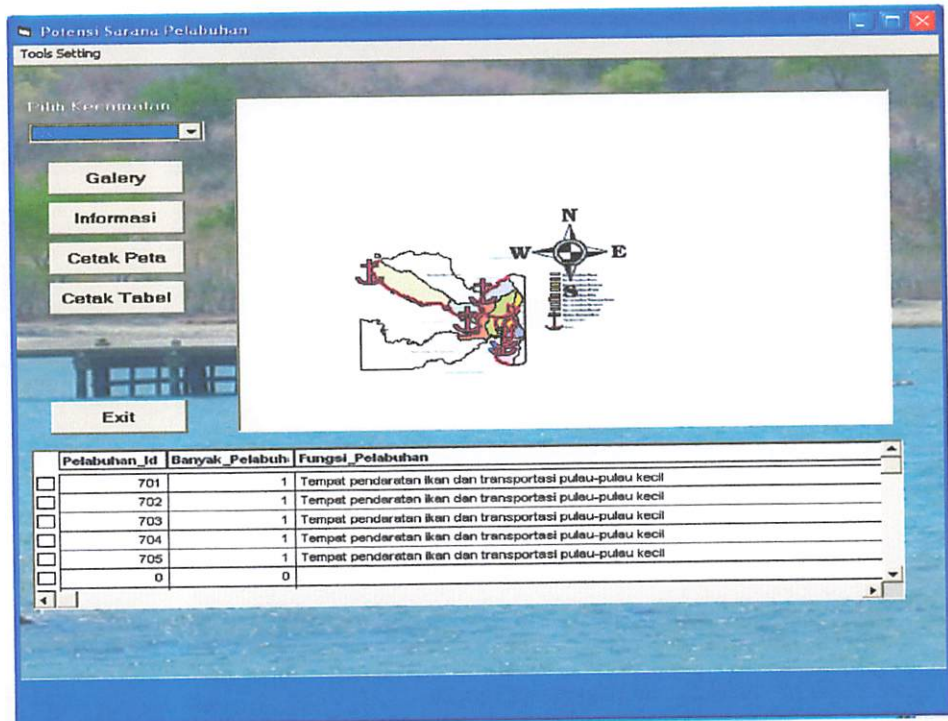 Potensi Sarana Pelabuhan
Tools Setting
Pilih Kecamatan
Galery
Informasi
Cetak Peta
Cetak Tabel
Exit
N
W E
S
Pelabuhan_Id Banyak_Pelabuh Fungsi_Pelabuhan
701 1 Tempat pendaratan ikan dan transportasi pulau-pulau kecil
702 1 Tempat pendaratan ikan dan transportasi pulau-pulau kecil
703 1 Tempat pendaratan ikan dan transportasi pulau-pulau kecil
704 1 Tempat pendaratan ikan dan transportasi pulau-pulau kecil
705 1 Tempat pendaratan ikan dan transportasi pulau-pulau kecil
0 0